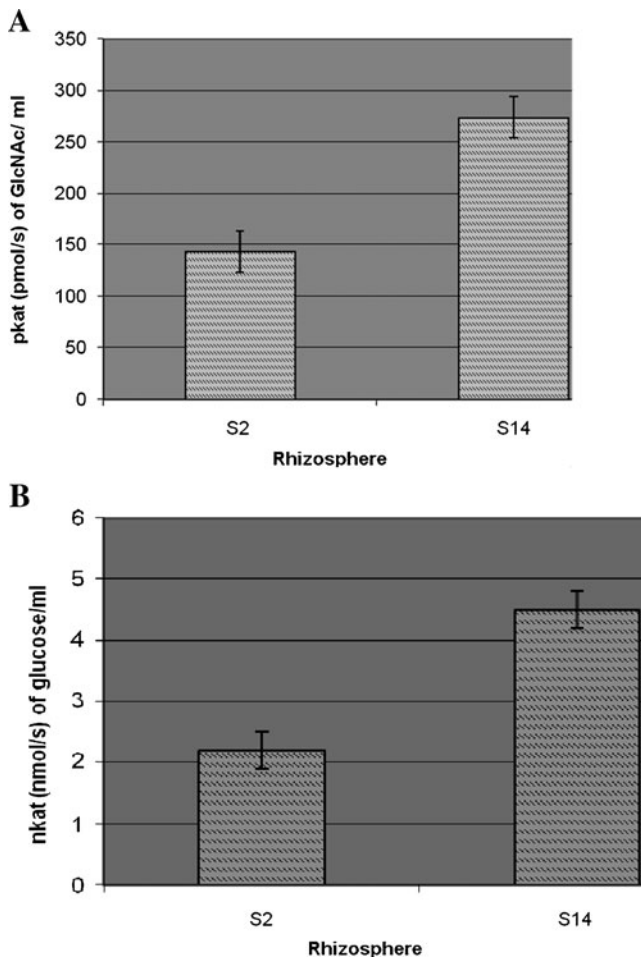 A
350
300
250
200
150
100
50
0
pkat (pmol/s) of GlcNAc/ ml
S2 S14
Rhizosphere
B
6
5
4
3
2
1
0
nkat (nmol/s) of glucose/ml
S2 S14
Rhizosphere